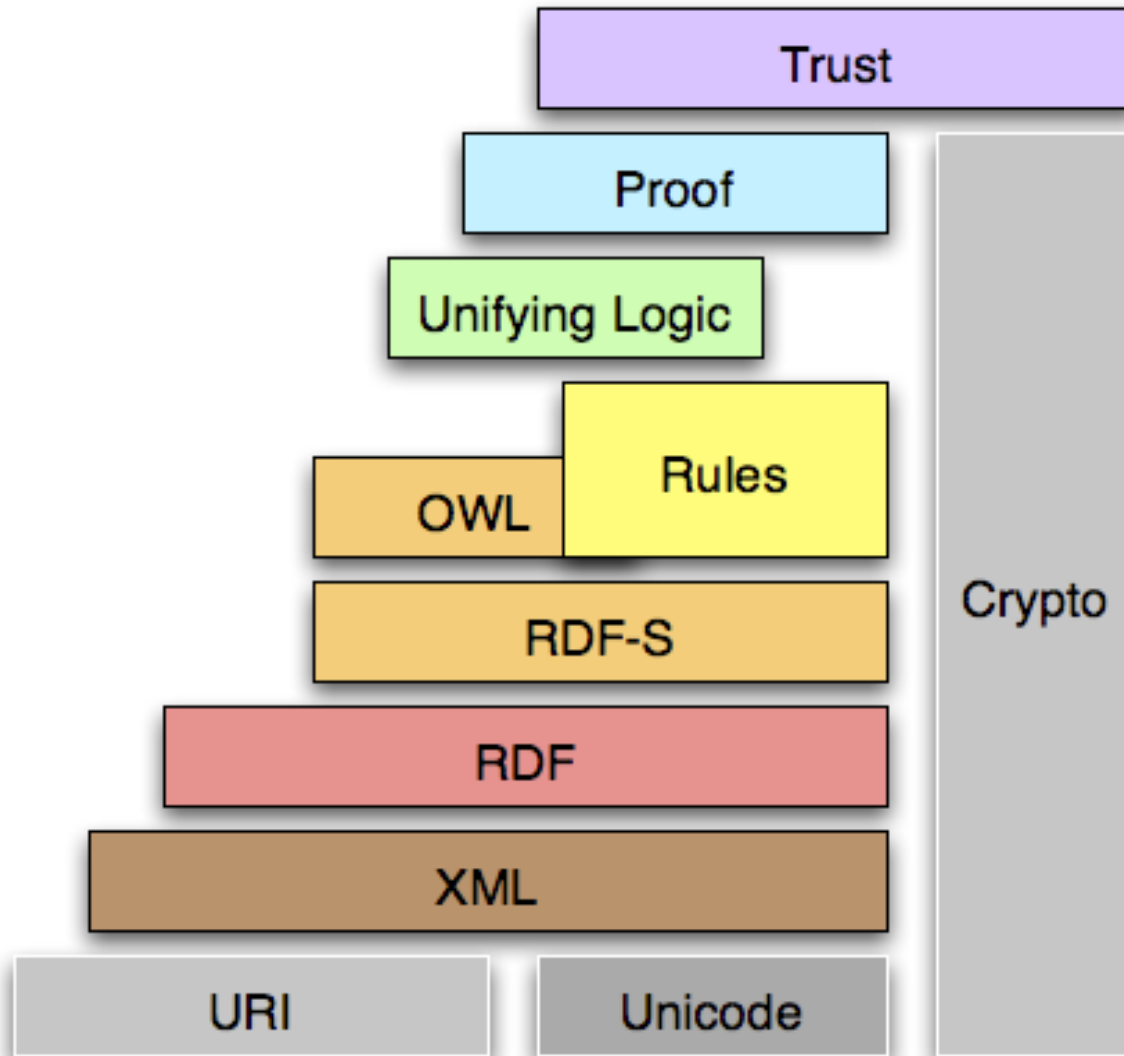 Trust
Proof
Unifying Logic
Rules
OWL
Crypto
RDF-S
RDF
XML
URI
Unicode